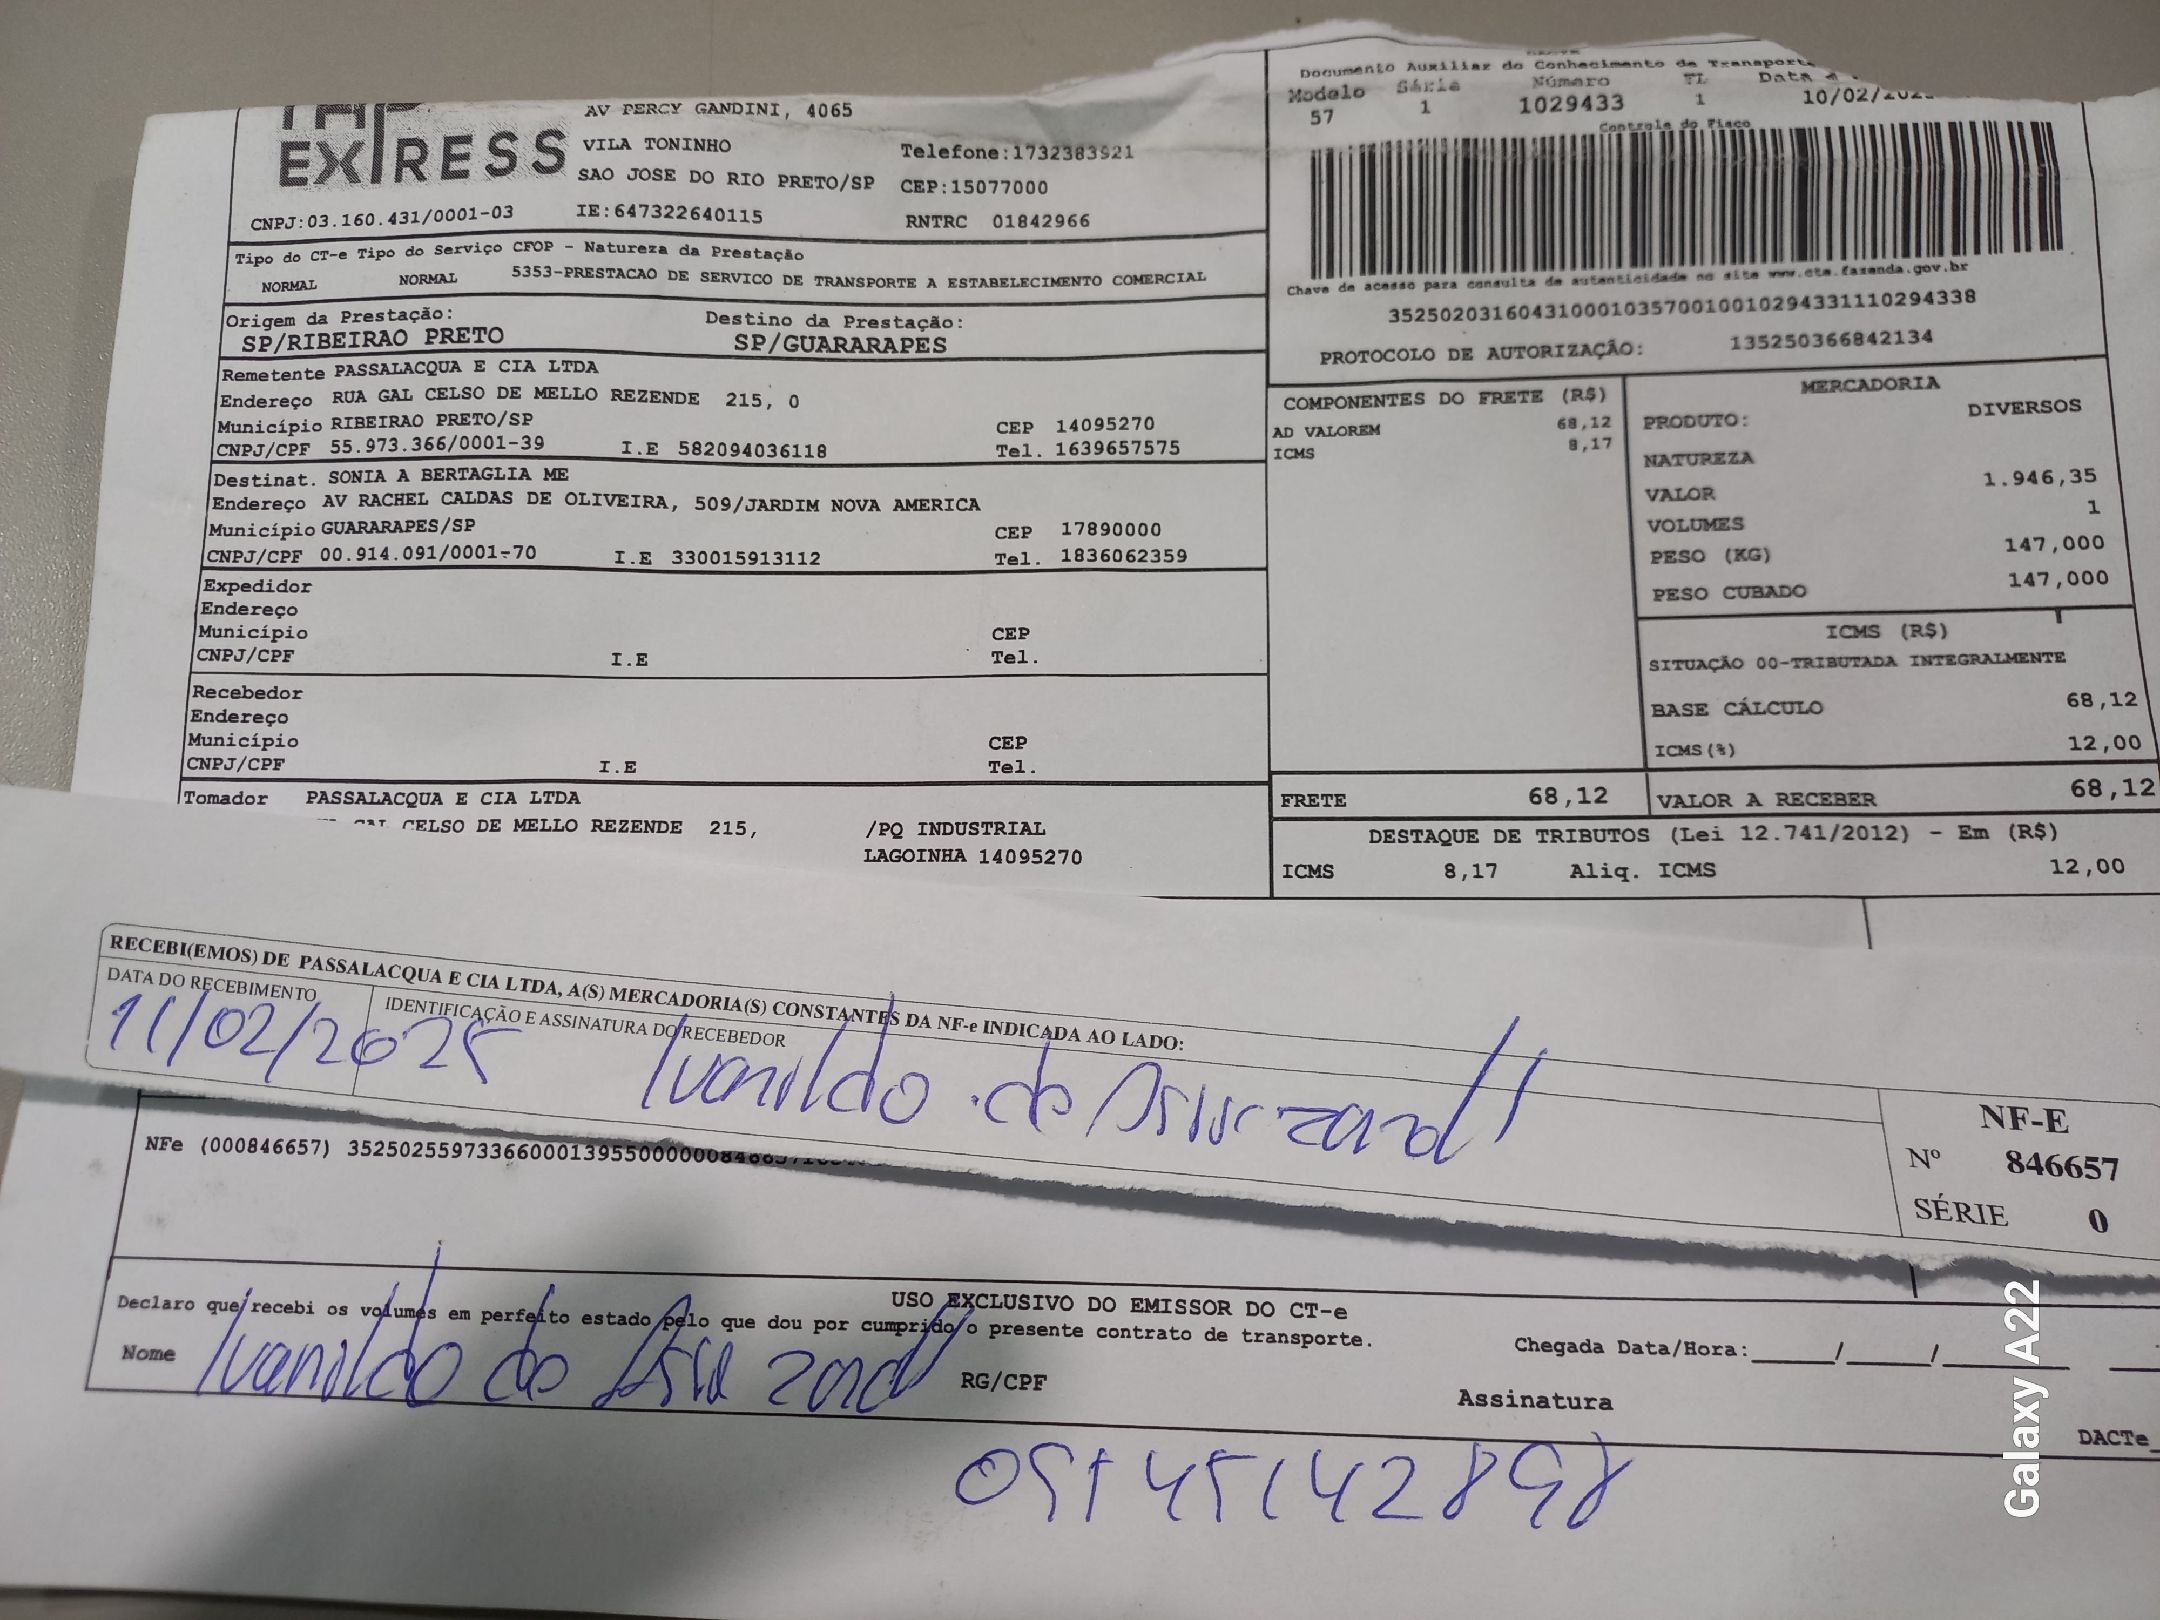 EXPRESS
AV PERCY GANDINI, 4065
VILA TONINHO
Telefone:1732383921
SAO JOSE DO RIO PRETO/SP CEP:15077000
CNPJ:03.160.431/0001-03 IE:647322640115 RNTRC 01842966
Tipo do CT-e Tipo do Serviço CFOP - Natureza da Prestação
NORMAL NORMAL 5353-PRESTACAO DE SERVICO DE TRANSPORTE A ESTABELECIMENTO COMERCIAL
Origem da Prestação: Destino da Prestação:
SP/RIBEIRAO PRETO SP/GUARARAPES
Remetente PASSALACQUA E CIA LTDA
Endereço RUA GAL CELSO DE MELLO REZENDE 215, 0
Município RIBEIRAO PRETO/SP CEP 14095270
CNPJ/CPF 55.973.366/0001-39 I.E 582094036118 Tel. 1639657575
Destinat. SONIA A BERTAGLIA ME
Endereço AV RACHEL CALDAS DE OLIVEIRA, 509/JARDIM NOVA AMERICA
Município GUARARAPES/SP CEP 17890000
CNPJ/CPF 00.914.091/0001-70 I.E 330015913112 Tel. 1836062359
Expedidor
Endereço
Município CEP
CNPJ/CPF I.E Tel.
Recebedor
Endereço
Município CEP
CNPJ/CPF I.E Tel.
Tomador PASSALACQUA E CIA LTDA
GAL CELSO DE MELLO REZENDE 215, /PQ INDUSTRIAL
LAGOINHA 14095270
Documento Auxiliar do Conhecimento de Transporte
Modelo Série Número FL Data
57 1 1029433 1 10/02/
Controle do Fisco
Chave de acesso para consulta de autenticidade no site www.cte.fazenda.gov.br
35250203160431000103570010010294331110294338
PROTOCOLO DE AUTORIZAÇÃO: 135250366842134
COMPONENTES DO FRETE (R$)
AD VALOREM 68,12
ICMS 8,17
MERCADORIA
PRODUTO: DIVERSOS
NATUREZA
VALOR 1.946,35
VOLUMES 1
PESO (KG) 147,000
PESO CUBADO 147,000
ICMS (R$)
SITUAÇÃO 00-TRIBUTADA INTEGRALMENTE
BASE CÁLCULO 68,12
ICMS(%) 12,00
FRETE 68,12 VALOR A RECEBER 68,12
DESTAQUE DE TRIBUTOS (Lei 12.741/2012) - Em (R$)
ICMS 8,17 Aliq. ICMS 12,00
RECEBI(EMOS) DE PASSALACQUA E CIA LTDA, A(S) MERCADORIA(S) CONSTANTES DA NF-e INDICADA AO LADO:
DATA DO RECEBIMENTO IDENTIFICAÇÃO E ASSINATURA DO RECEBEDOR
11/02/2025 Ivanildo de
NF-E
Nº 846657
SÉRIE 0
NFe (000846657) 352502559733660001395500000084665
USO EXCLUSIVO DO EMISSOR DO CT-e
Declaro que recebi os volumes em perfeito estado pelo que dou por cumprido o presente contrato de transporte.
Chegada Data/Hora:____/____/____
Nome Ivanildo de RG/CPF
Assinatura
DACTe
Galaxy A22